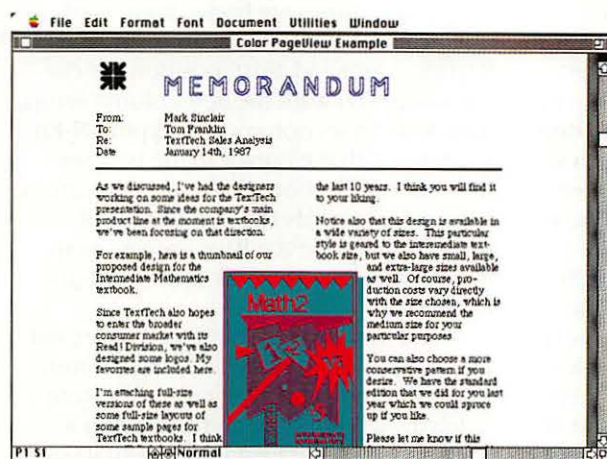 File Edit Format Font Document Utilities Window
Color PageView Example
MEMORANDUM
From: Mark Sinclair
To: Tom Franklin
Re: TextTech Sales Analysis
Date January 14th, 1987
As we discussed, I've had the designers
working on some ideas for the TextTech
presentation. Since the company's main
product line at the moment is textbooks,
we've been focusing on that direction.
For example, here is a thumbnail of our
proposed design for the
Intermediate Mathematics
textbook.
Since TextTech also hopes
to enter the broader
consumer market with its
Read! Division, we've also
designed some logos. My
favorites are included here.
I'm attaching full-size
versions of these as well as
some full-size layouts of
some sample pages for
TextTech textbooks. I think
the last 10 years. I think you will find it
to your liking.
Notice also that this design is available in
a wide variety of sizes. This particular
style is geared to the intermediate text-
book size, but we also have small, large,
and extra-large sizes available
as well. Of course, pro-
duction costs vary directly
with the size chosen, which is
why we recommend the
medium size for your
particular purposes.
You can also choose a more
conservative pattern if you
desire. We have the standard
edition that we did for you last
year which we could spruce
up if you like.
Please let me know if this
Math2
1+2
P1 S1
Normal